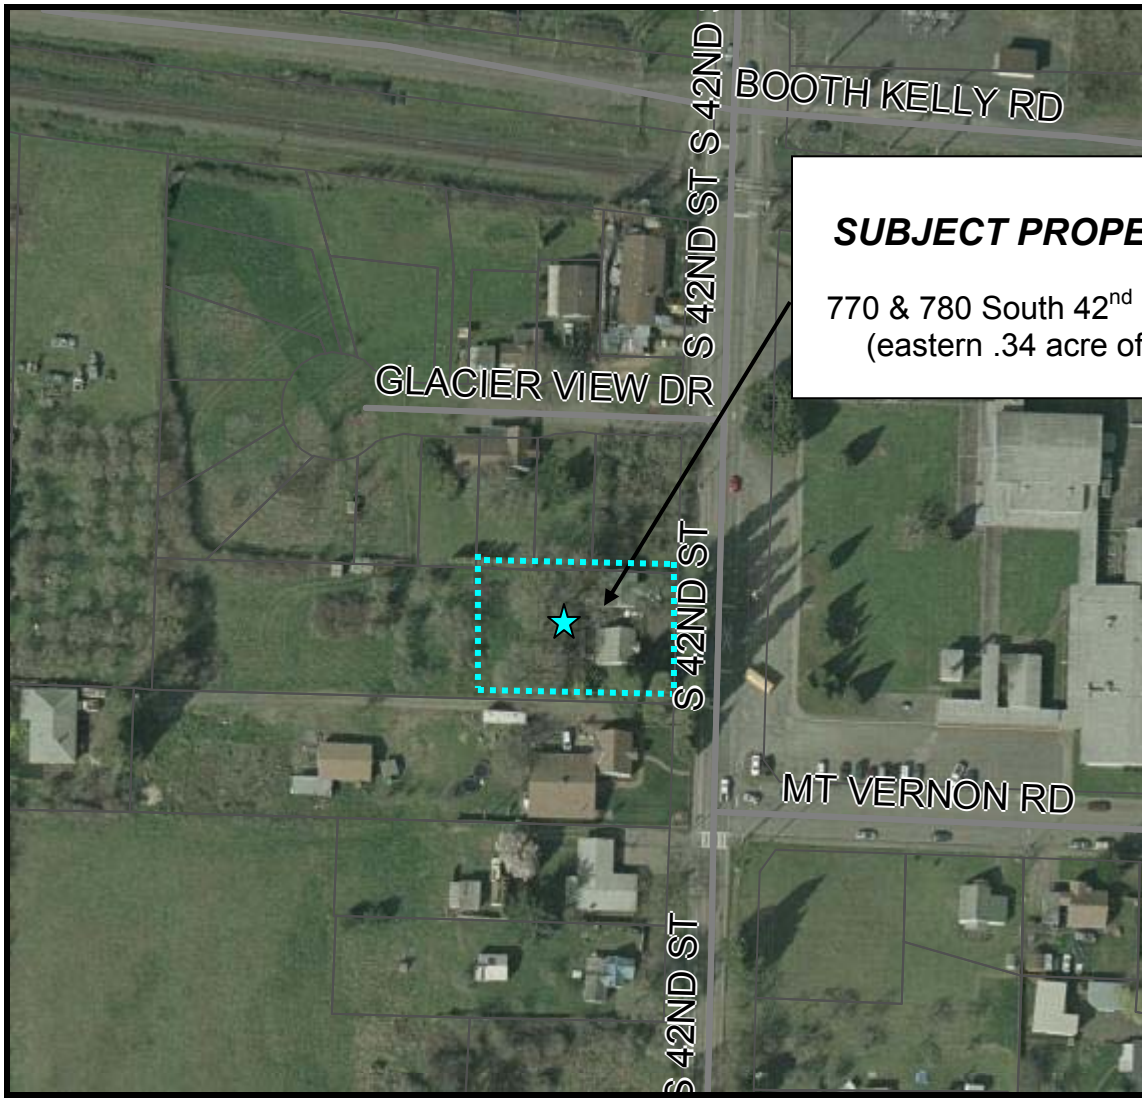 S 42ND
BOOTH KELLY RD
S 42ND ST
SUBJECT PROPE
770 & 780 South 42nd
(eastern .34 acre of
GLACIER VIEW DR
S 42ND ST
MT VERNON RD
S 42ND ST